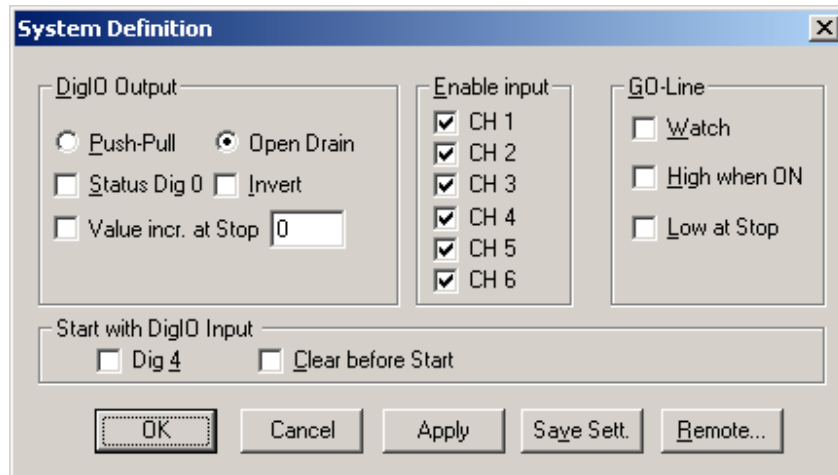 System Definition
DigIO Output
Push-Pull
Open Drain
Status Dig 0
Invert
Value incr. at Stop
0
Enable input
CH 1
CH 2
CH 3
CH 4
CH 5
CH 6
GO-Line
Watch
High when ON
Low at Stop
Start with DigIO Input
Dig 4
Clear before Start
OK
Cancel
Apply
Save Sett.
Remote...